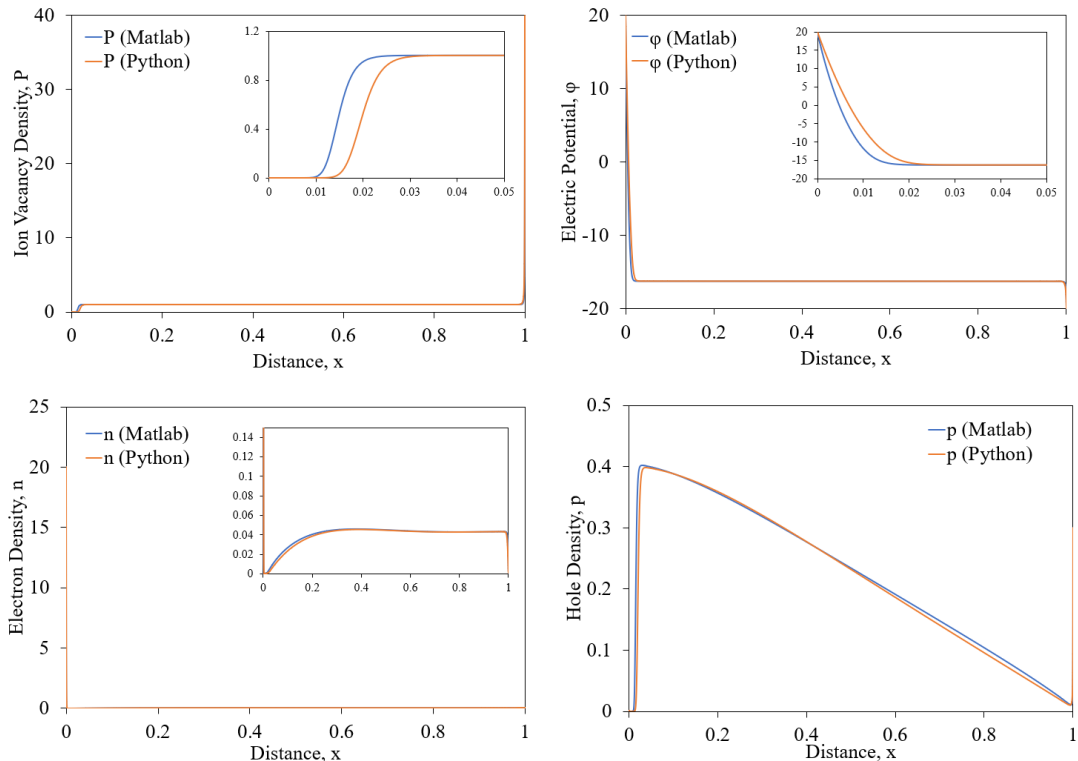 40
30
20
10
0
Ion Vacancy Density, P
P (Matlab)
P (Python)
1.2
0.8
0.4
0
0 0.01 0.02 0.03 0.04 0.05
0 0.2 0.4 0.6 0.8 1
Distance, x
20
10
0
-10
-20
Electric Potential, φ
φ (Matlab)
φ (Python)
20
15
10
5
0
-5
-10
-15
-20
0 0.01 0.02 0.03 0.04 0.05
0 0.2 0.4 0.6 0.8 1
Distance, x
25
20
15
10
5
0
Electron Density, n
n (Matlab)
n (Python)
0.14
0.12
0.1
0.08
0.06
0.04
0.02
0
0 0.2 0.4 0.6 0.8 1
0 0.2 0.4 0.6 0.8 1
Distance, x
0.5
0.4
0.3
0.2
0.1
0
Hole Density, p
p (Matlab)
p (Python)
0 0.2 0.4 0.6 0.8 1
Distance, x